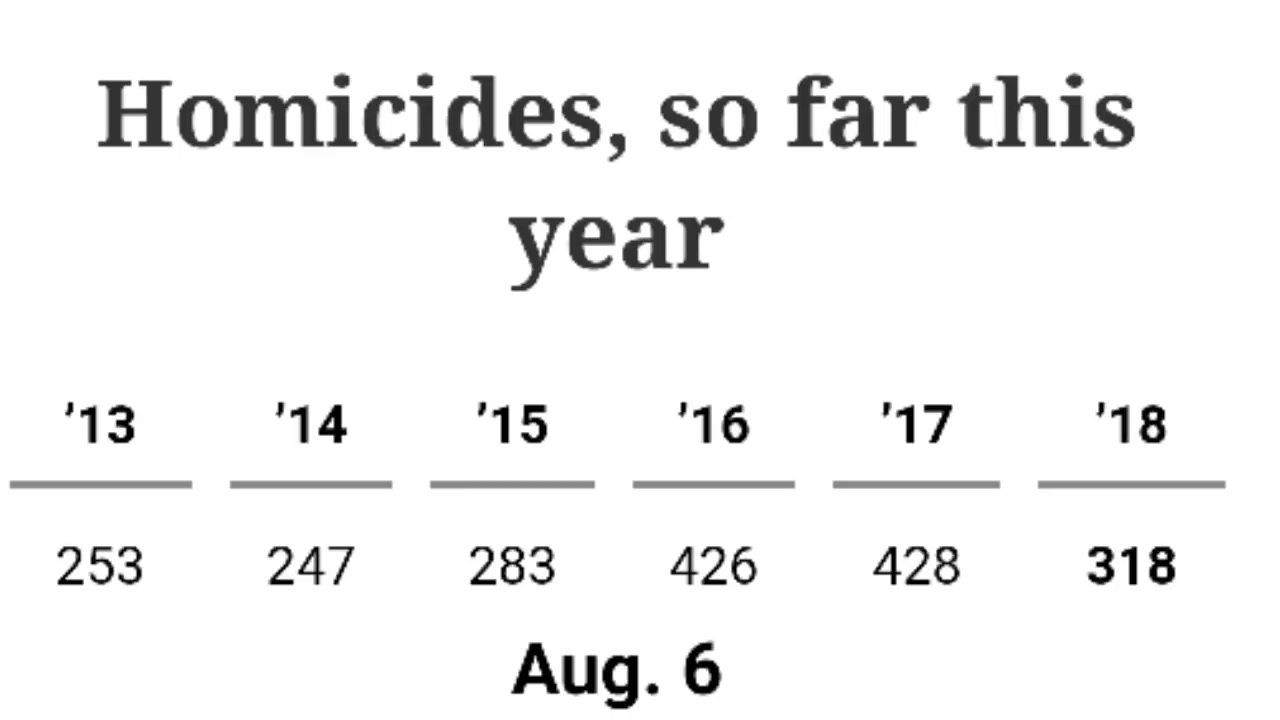 Homicides, so far this
year
’13 ’14 ’15 ’16 ’17 ’18
253 247 283 426 428 318
Aug. 6